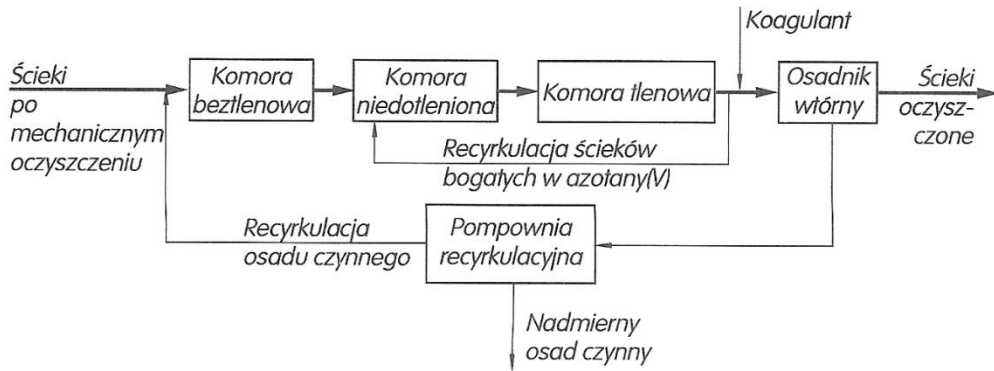 Koagulant
Ścieki
po
mechanicznym
oczyszczeniu
Komora
beztlenowa
Komora
niedotleniona
Komora tlenowa
Osadnik
wtórny
Ścieki
oczysz-
czone
Recyrkulacja ścieków
bogatych w azotany(V)
Recyrkulacja
osadu czynnego
Pompownia
recyrkulacyjna
Nadmierny
osad czynny